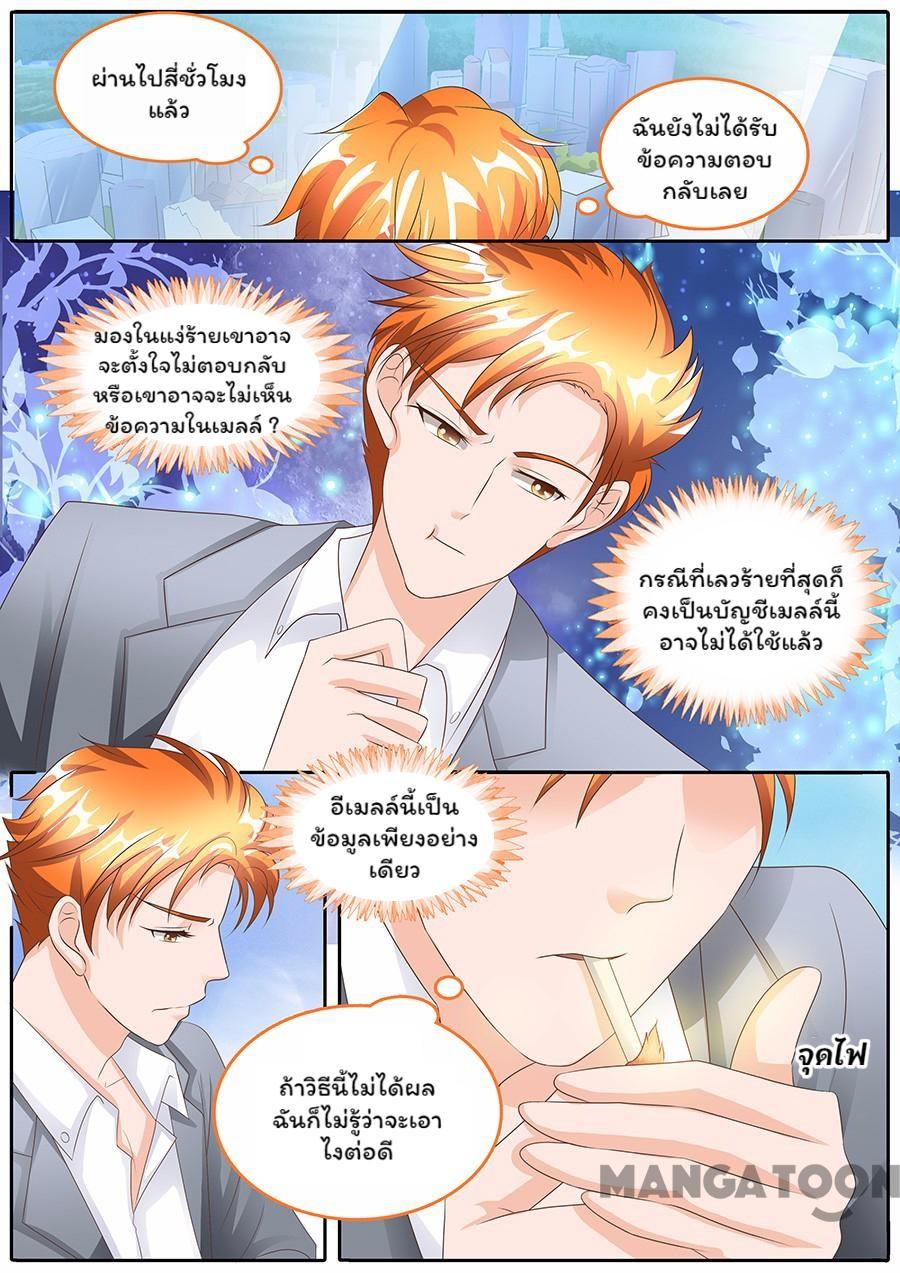 ผ่านไปสี่ชั่วโมง
แล้ว
ฉันยังไม่ได้รับ
ข้อความตอบ
กลับเลย
มองในแง่ร้ายเขาอาจ
จะตั้งใจไม่ตอบกลับ
หรือเขาอาจจะไม่เห็น
ข้อความในเมลล์ ?
กรณีที่เลวร้ายที่สุดก็
คงเป็นบัญชีเมลล์นี้
อาจไม่ได้ใช้แล้ว
อีเมลล์นี้เป็น
ข้อมูลเพียงอย่าง
เดียว
จุดไฟ
ถ้าวิธีนี้ไม่ได้ผล
ฉันก็ไม่รู้ว่าจะเอา
ไงต่อดี
MANGATOON